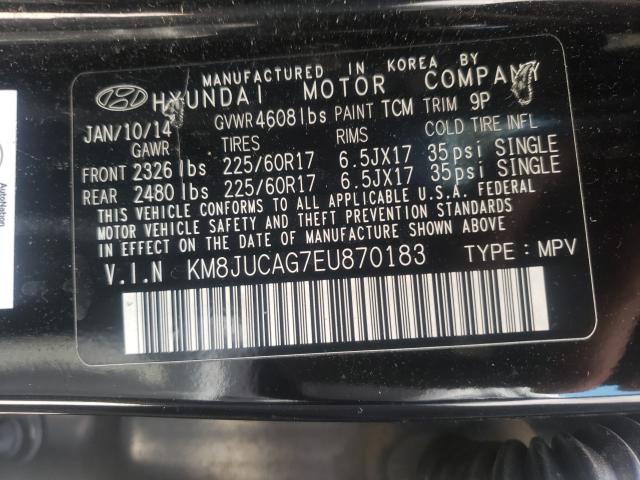 MANUFACTURED IN KOREA BY
HYUNDAI MOTOR COMPANY
JAN/10/14 GVWR 4608 lbs PAINT TCM TRIM 9P
GAWR TIRES RIMS COLD TIRE INFL
FRONT 2326 lbs 225/60R17 6.5JX17 35psi SINGLE
REAR 2480 lbs 225/60R17 6.5JX17 35psi SINGLE
THIS VEHICLE CONFORMS TO ALL APPLICABLE U.S.A. FEDERAL
MOTOR VEHICLE SAFETY AND THEFT PREVENTION STANDARDS
IN EFFECT ON THE DATE OF MANUFACTURE SHOWN ABOVE.
V.I.N KM8JUCAG7EU870183 TYPE : MPV
AutoNation